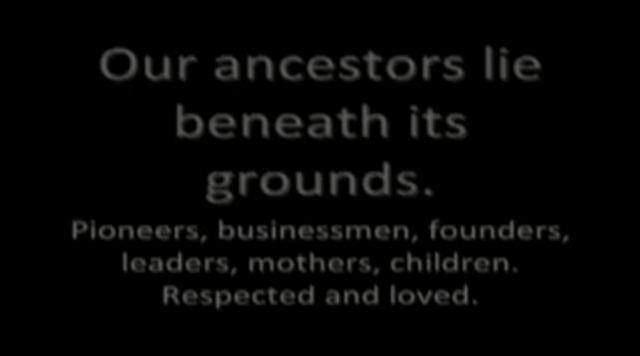 Our ancestors lie
beneath its
grounds.
Pioneers, businessmen, founders,
leaders, mothers, children.
Respected and loved.